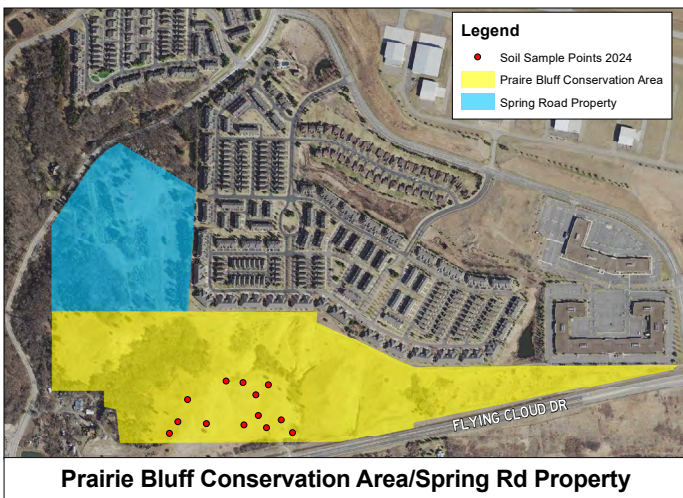 Legend
Soil Sample Points 2024
Praire Bluff Conservation Area
Spring Road Property
FLYING CLOUD DR
Prairie Bluff Conservation Area/Spring Rd Property